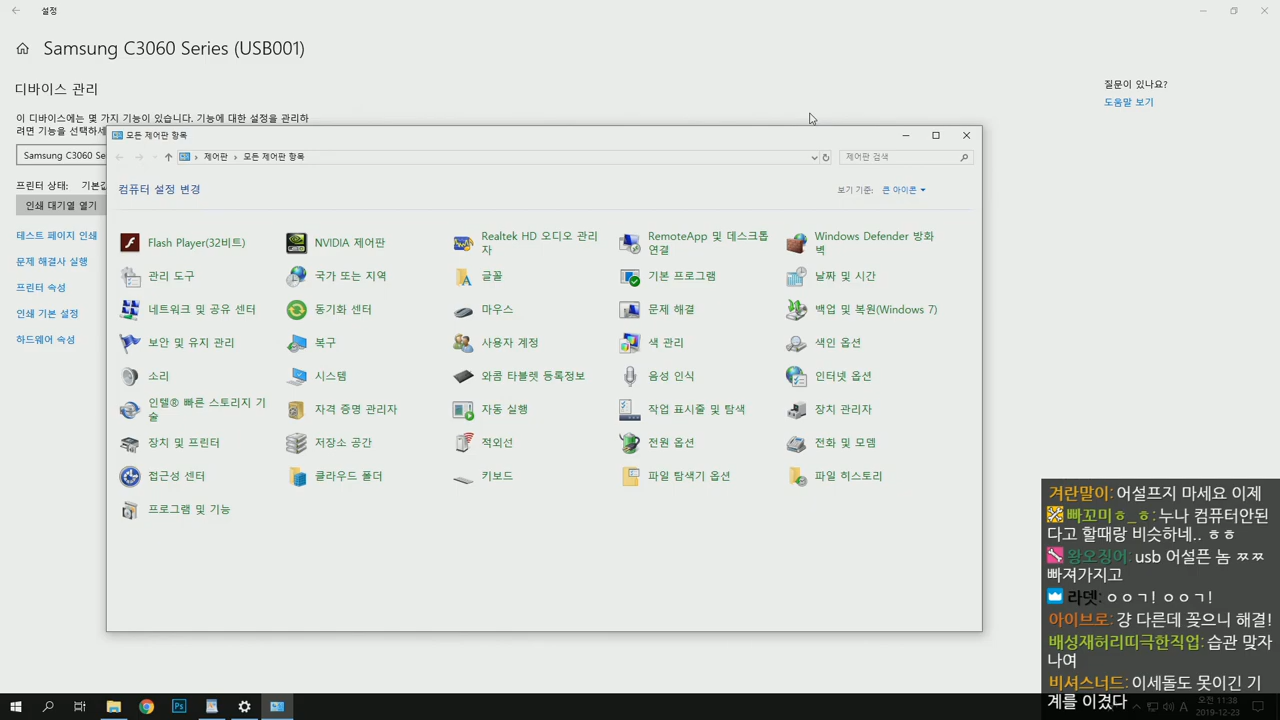 설정
Samsung C3060 Series (USB001)
디바이스 관리
이 디바이스에는 몇 가지 기능이 있습니다. 기능에 대한 설정을 관리하
려면 기능을 선택하세
Samsung C3060 Se
프린터 상태: 기본값
인쇄 대기열 열기
테스트 페이지 인쇄
문제 해결사 실행
프린터 속성
인쇄 기본 설정
하드웨어 속성
질문이 있나요?
도움말 보기
모든 제어판 항목
제어판 › 모든 제어판 항목
제어판 검색
컴퓨터 설정 변경
보기 기준: 큰 아이콘
Flash Player(32비트)
NVIDIA 제어판
Realtek HD 오디오 관리
자
RemoteApp 및 데스크톱
연결
Windows Defender 방화
벽
관리 도구
국가 또는 지역
글꼴
기본 프로그램
날짜 및 시간
네트워크 및 공유 센터
동기화 센터
마우스
문제 해결
백업 및 복원(Windows 7)
보안 및 유지 관리
복구
사용자 계정
색 관리
색인 옵션
소리
시스템
와콤 타블렛 등록정보
음성 인식
인터넷 옵션
인텔® 빠른 스토리지 기
술
자격 증명 관리자
자동 실행
작업 표시줄 및 탐색
장치 관리자
장치 및 프린터
저장소 공간
적외선
전원 옵션
전화 및 모뎀
접근성 센터
클라우드 폴더
키보드
파일 탐색기 옵션
파일 히스토리
프로그램 및 기능
겨란말이: 어설프지 마세요 이제
빠꼬미ㅎ_ㅎ: 누나 컴퓨터안된
다고 할때랑 비슷하네.. ㅎㅎ
왕오징어: usb 어설픈 놈 ㅉㅉ
빠져가지고
라뎃: ㅇㅇㄱ! ㅇㅇㄱ!
아이브로: 걍 다른데 꽂으니 해결!
배성재허리띠극한직업: 습관 맞자
나여
비셔스너드: 이세돌도 못이긴 기
계를 이겼다
Ps
A
오전 11:38
2019-12-23